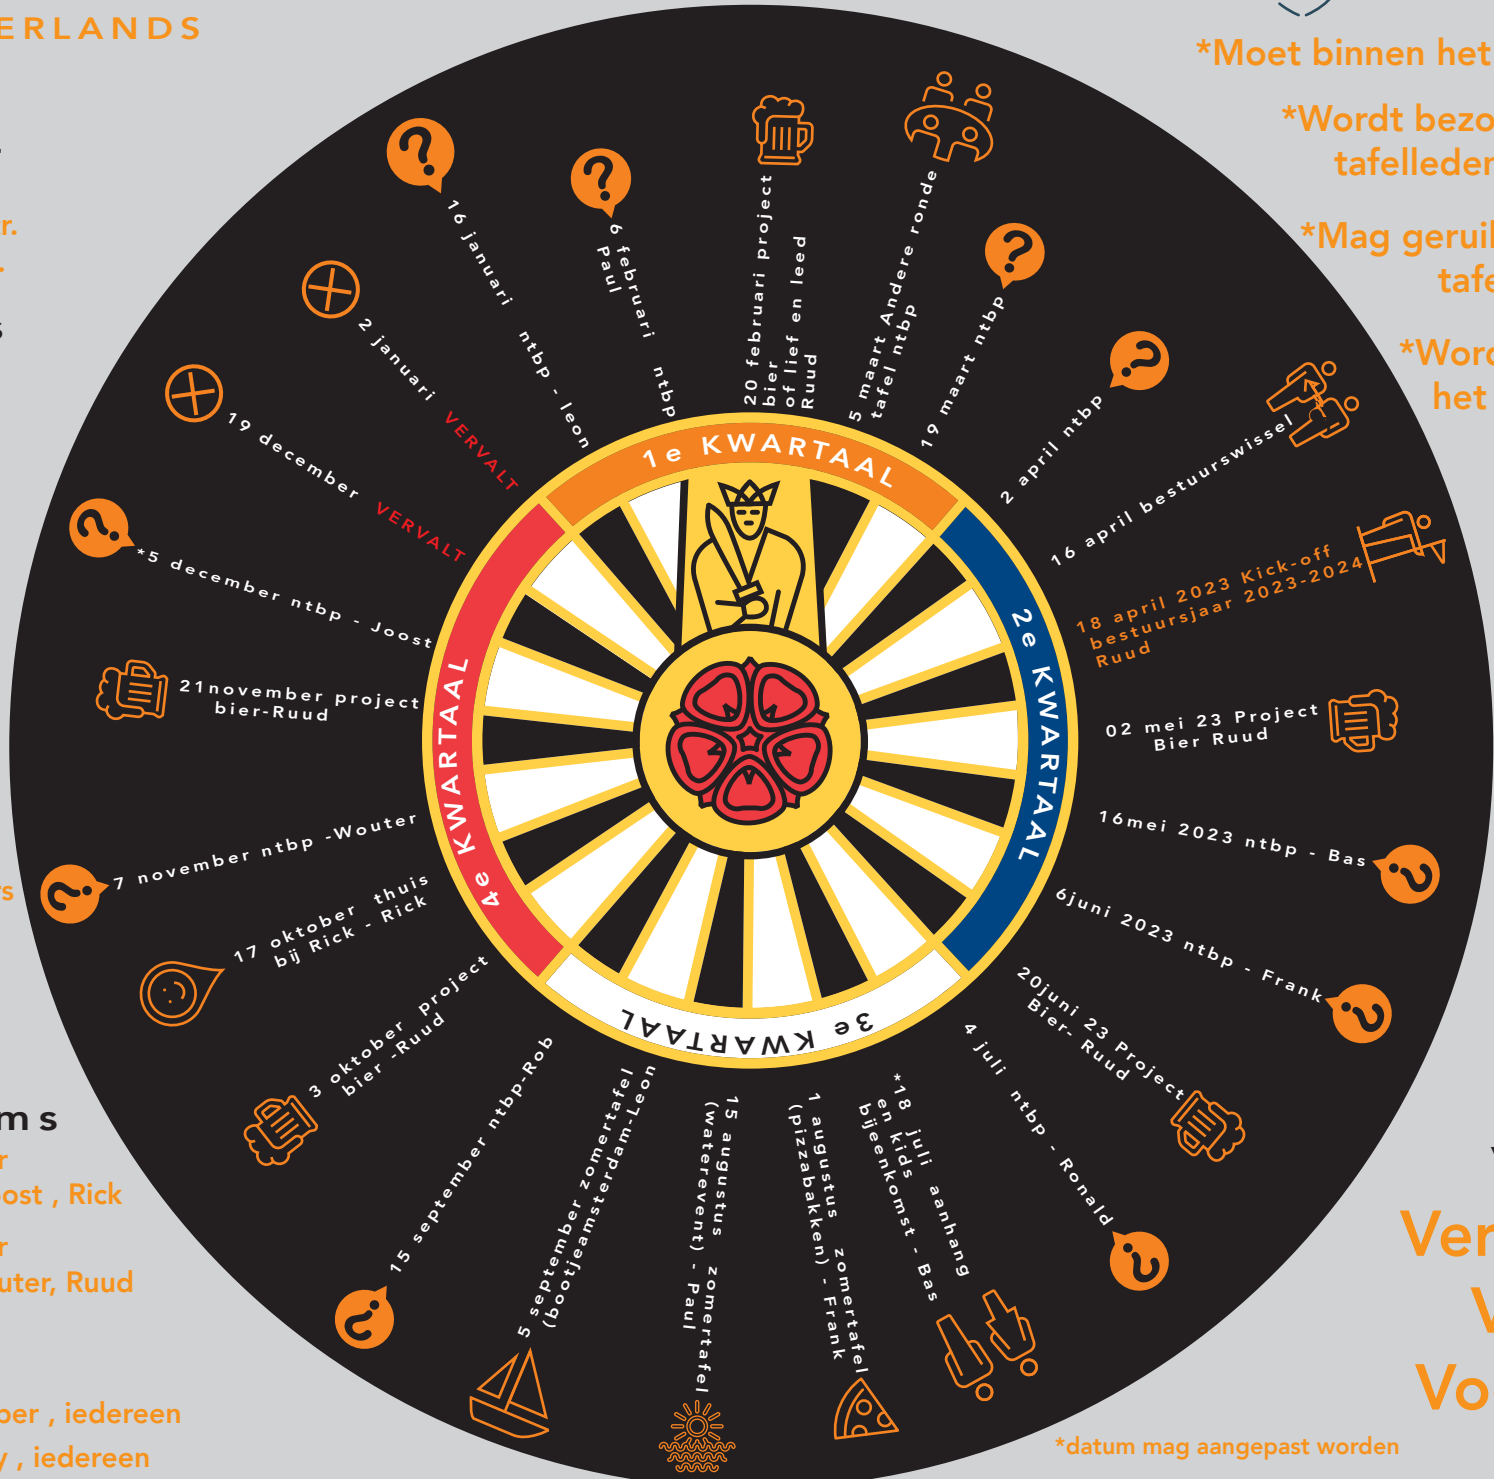 ERLANDS
*Moet binnen het
*Wordt bezo
tafelleden
*Mag geruil
tafe
*Word
het
r.
s
1e KWARTAAL
16 januari ntbp - leon
6 februari ntbp
Paul
20 februari project
bier
of lief en leed
Ruud
5 maart Andere ronde
tafel ntbp
19 maart ntbp
2e KWARTAAL
2 april ntbp
16 april bestuurswissel
18 april 2023 Kick-off
bestuursjaar 2023-2024
Ruud
02 mei 23 Project
Bier Ruud
16mei 2023 ntbp - Bas
6juni 2023 ntbp - Frank
20juni 23 Project
Bier- Ruud
3e KWARTAAL
4 juli ntbp - Ronald
*18 juli aanhang
en kids
bijeenkomst - Bas
1 augustus zomertafel
(pizzabakken) - Frank
15 augustus zomertafel
(waterevent) - Paul
5 september zomertafel
(bootjeamsterdam-Leon
15 september ntbp-Rob
4e KWARTAAL
3 oktober project
bier -Ruud
17 oktober thuis
bij Rick - Rick
7 november ntbp -Wouter
21november project
bier-Ruud
*5 december ntbp - Joost
19 december VERVALT
2 januari VERVALT
rs
ms
r
ost , Rick
r
uter, Ruud
ber , iedereen
y , iedereen
Ver
V
Vo
*datum mag aangepast worden